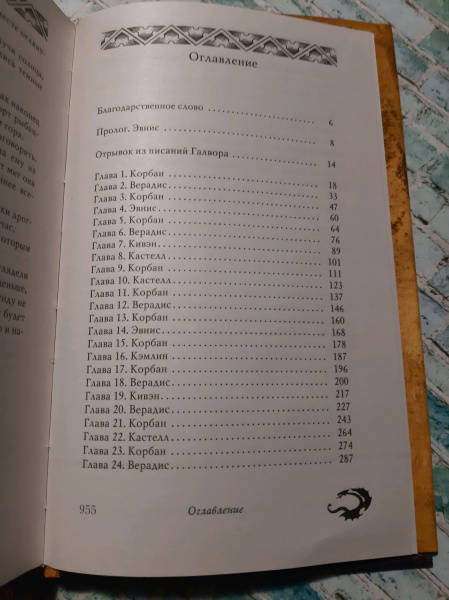 Оглавление
Благодарственное слово 6
Пролог. Эвнис 8
Отрывок из писаний Галвора 14
Глава 1. Корбан 18
Глава 2. Верадис 33
Глава 3. Корбан 47
Глава 4. Эвнис 60
Глава 5. Корбан 64
Глава 6. Верадис 76
Глава 7. Кивэн 89
Глава 8. Кастелл 101
Глава 9. Корбан 111
Глава 10. Кастелл 123
Глава 11. Корбан 137
Глава 12. Верадис 146
Глава 13. Корбан 160
Глава 14. Эвнис 168
Глава 15. Корбан 178
Глава 16. Кэмлин 187
Глава 17. Корбан 196
Глава 18. Верадис 200
Глава 19. Кивэн 217
Глава 20. Верадис 227
Глава 21. Корбан 243
Глава 22. Кастелл 264
Глава 23. Корбан 274
Глава 24. Верадис 287
955 Оглавление